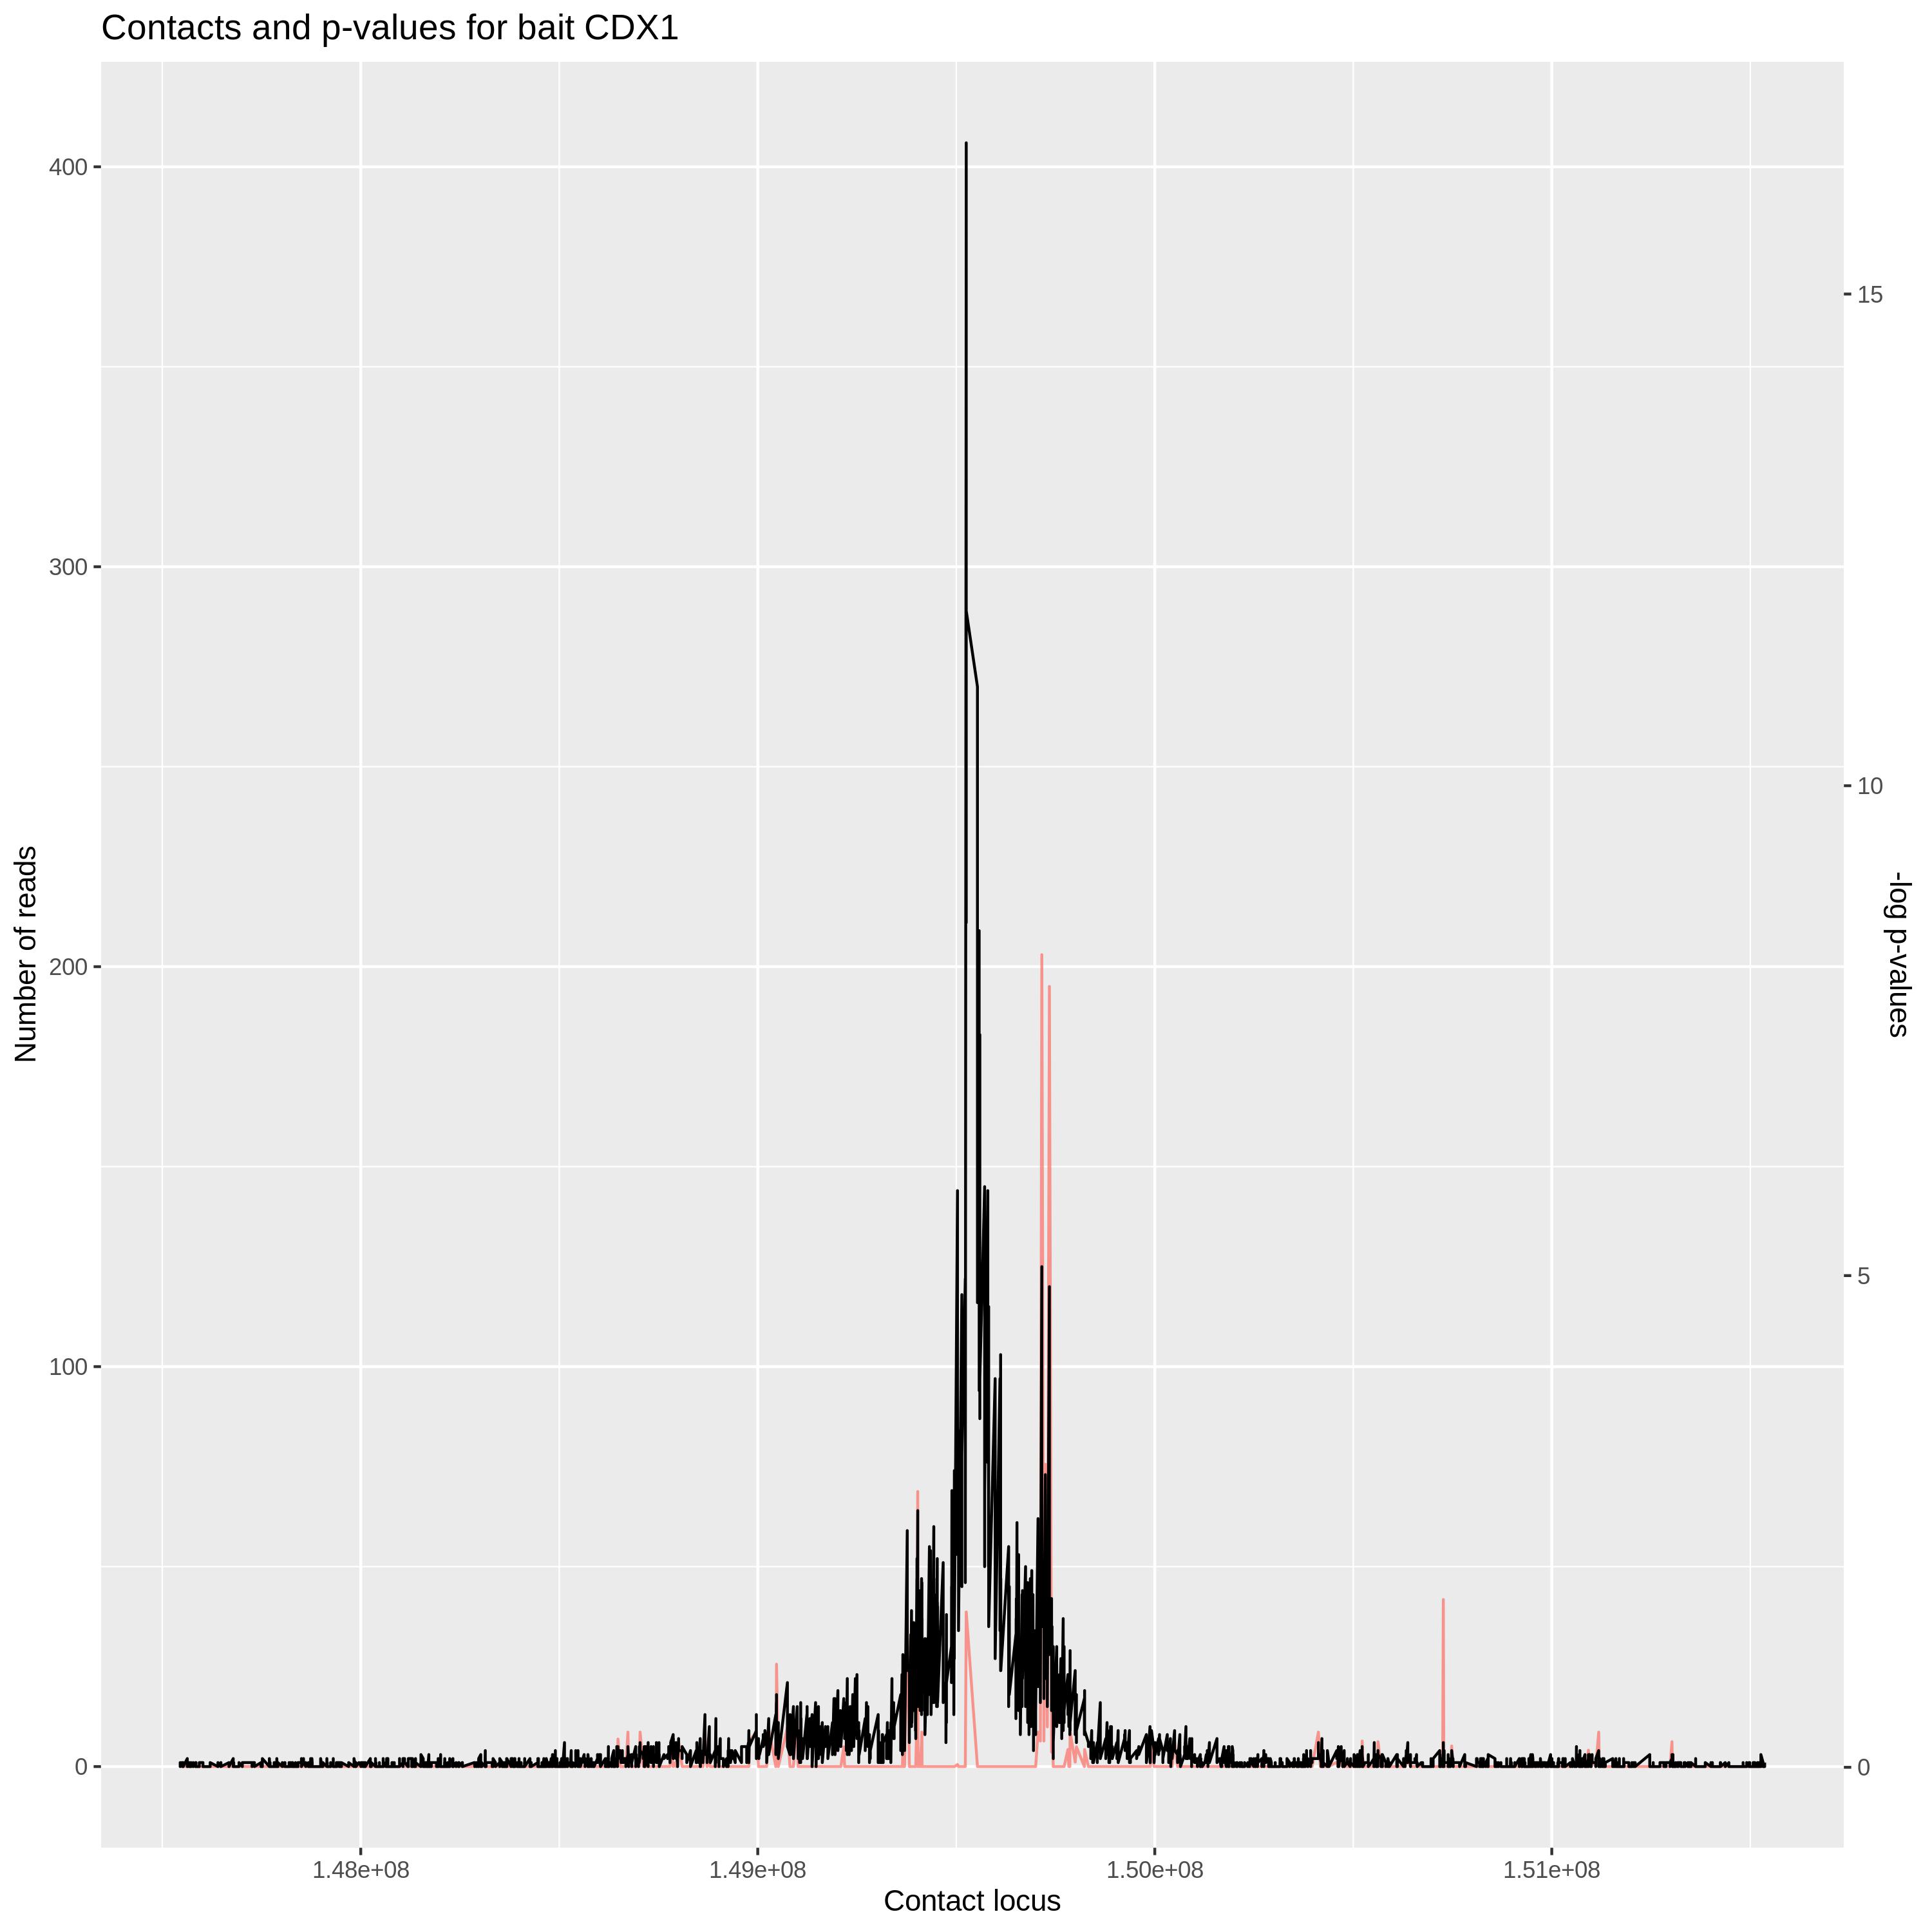 Contacts and p-values for bait CDX1
400
300
200
100
0
Number of reads
15
10
5
0
-log p-values
1.48e+08
1.49e+08
1.50e+08
1.51e+08
Contact locus